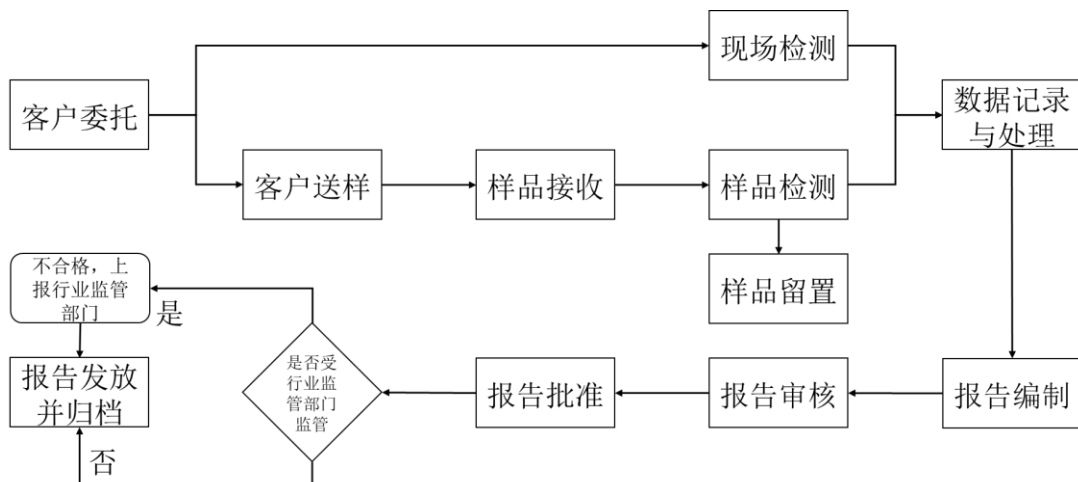 现场检测
客户委托
数据记录
与处理
客户送样
样品接收
样品检测
不合格，上
报行业监管
部门
是
样品留置
是否受
行业监
管部门
监管
报告发放
并归档
报告批准
报告审核
报告编制
否